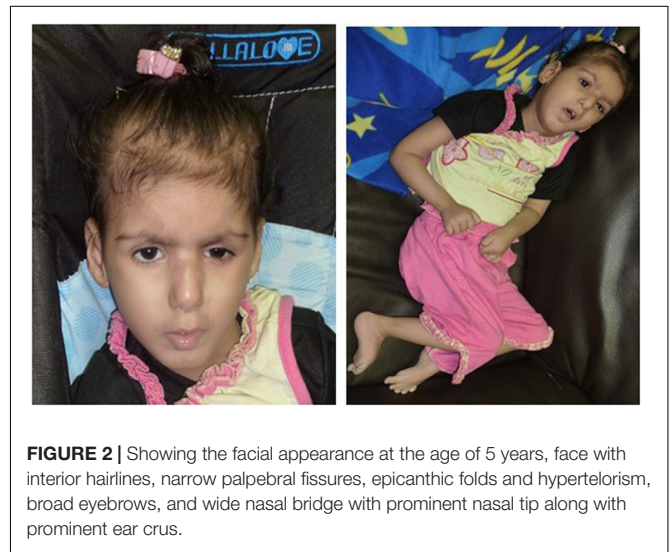 LLALOVE
FIGURE 2 | Showing the facial appearance at the age of 5 years, face with
interior hairlines, narrow palpebral fissures, epicanthic folds and hypertelorism,
broad eyebrows, and wide nasal bridge with prominent nasal tip along with
prominent ear crus.